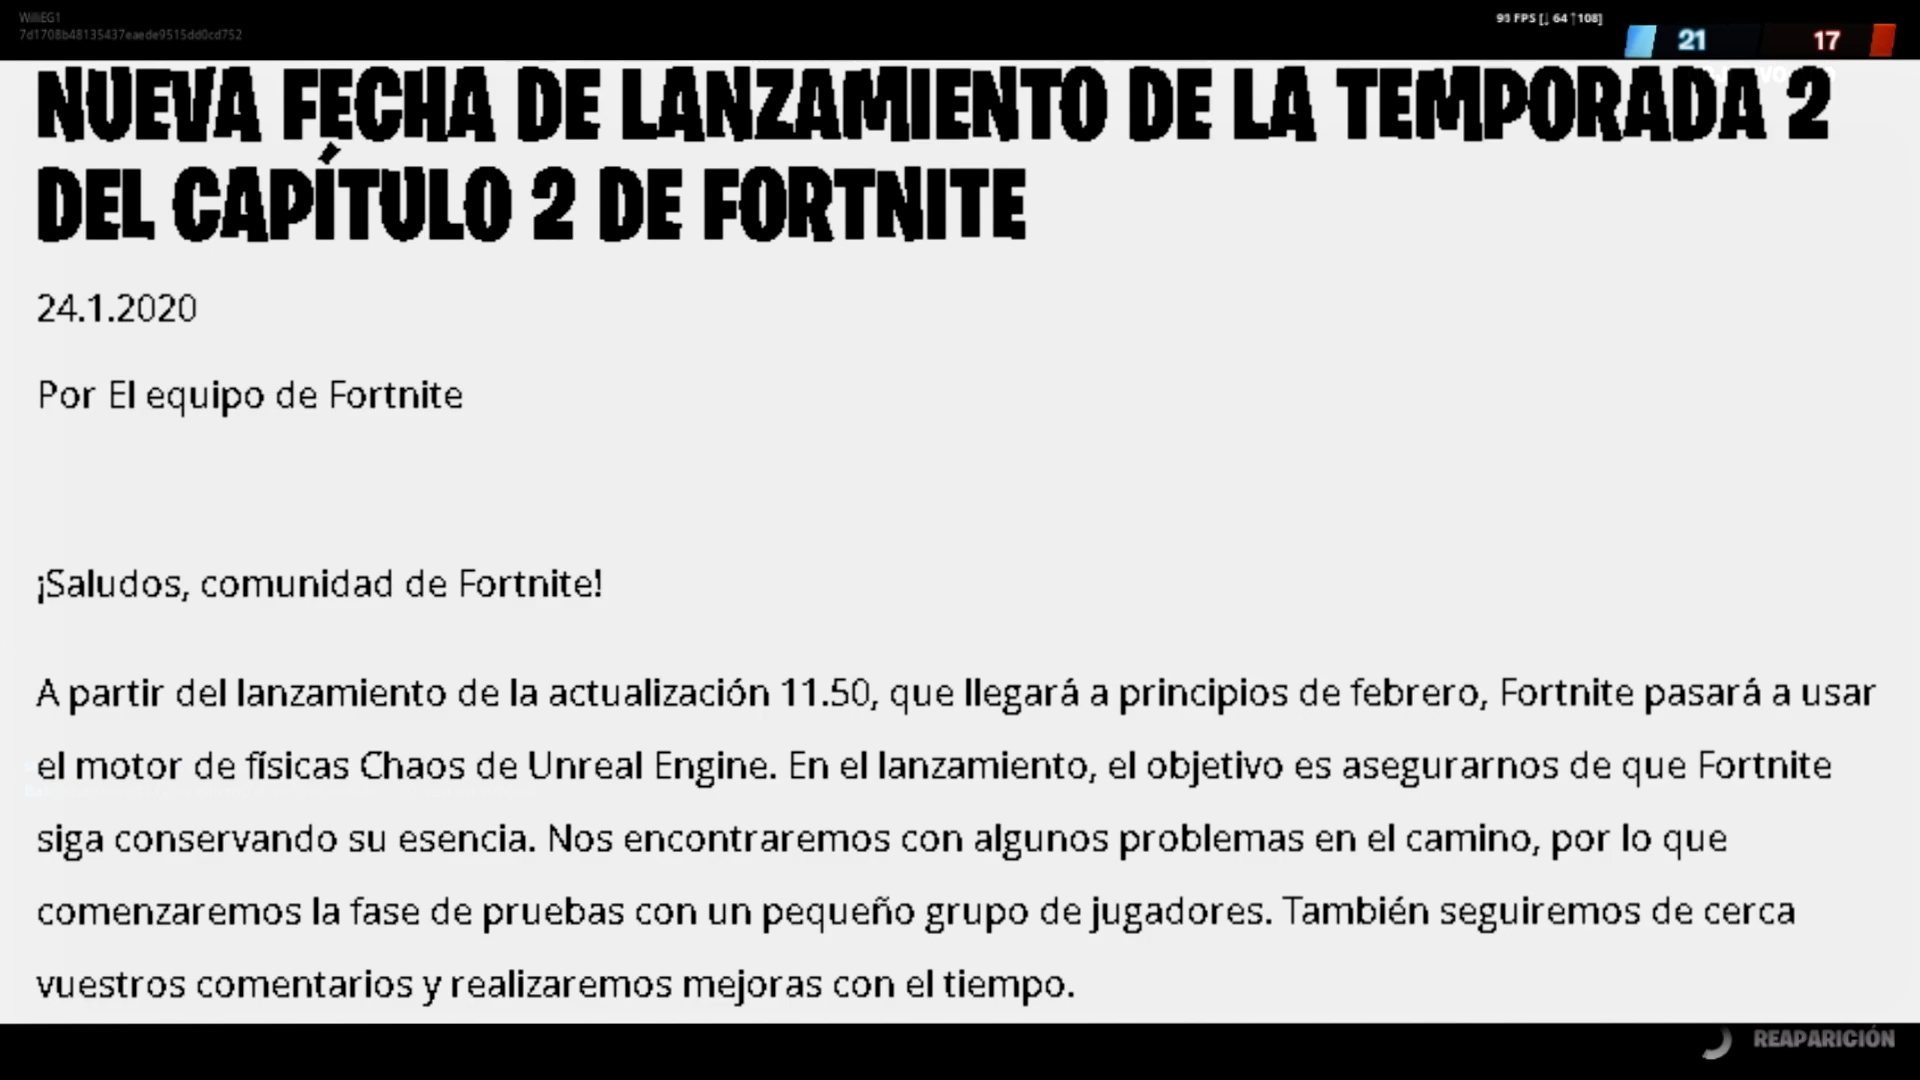 WilliEG1
7d1708b48135437eaede9515dd0cd752
21
17
NUEVA FECHA DE LANZAMIENTO DE LA TEMPORADA 2
DEL CAPÍTULO 2 DE FORTNITE
24.1.2020
Por El equipo de Fortnite
¡Saludos, comunidad de Fortnite!
A partir del lanzamiento de la actualización 11.50, que llegará a principios de febrero, Fortnite pasará a usar
el motor de físicas Chaos de Unreal Engine. En el lanzamiento, el objetivo es asegurarnos de que Fortnite
siga conservando su esencia. Nos encontraremos con algunos problemas en el camino, por lo que
comenzaremos la fase de pruebas con un pequeño grupo de jugadores. También seguiremos de cerca
vuestros comentarios y realizaremos mejoras con el tiempo.
REAPARICIÓN